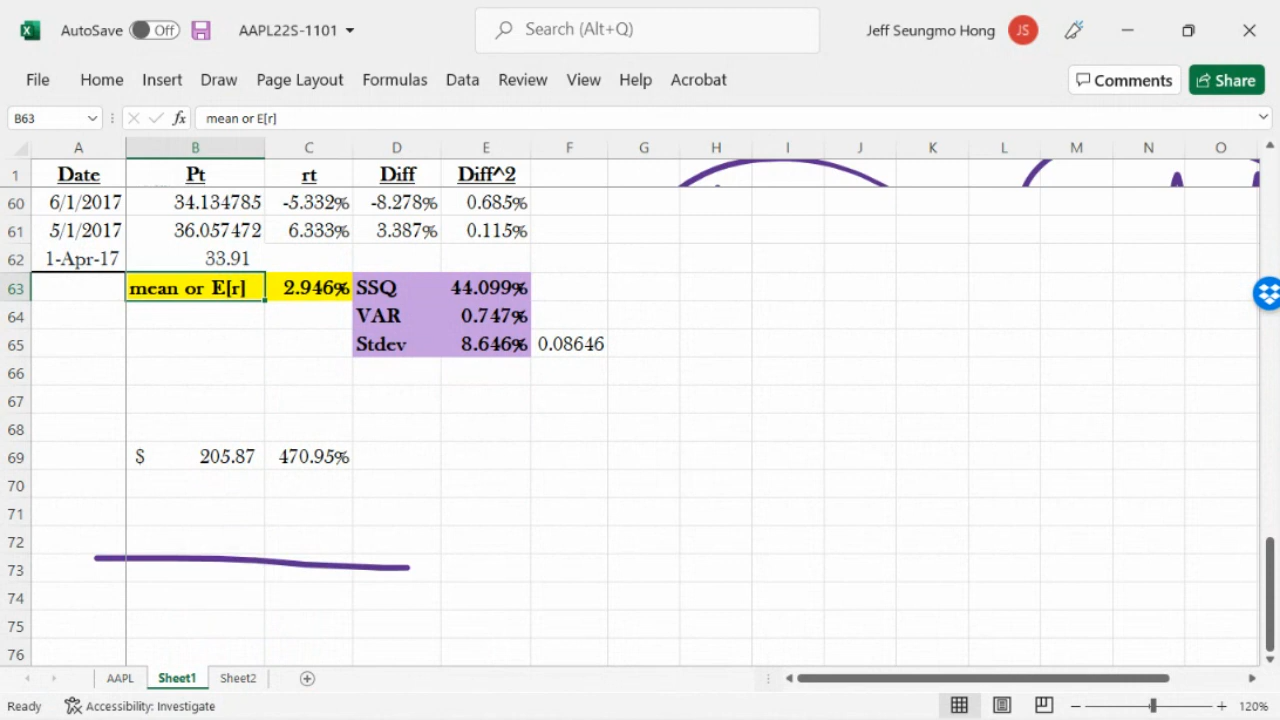 AutoSave Off AAPL22S-1101 Search (Alt+Q) Jeff Seungmo Hong JS
File Home Insert Draw Page Layout Formulas Data Review View Help Acrobat Comments Share
B63 fx mean or E[r]
A B C D E F G H I J K L M N O
1 Date Pt rt Diff Diff^2
60 6/1/2017 34.134785 -5.332% -8.278% 0.685%
61 5/1/2017 36.057472 6.333% 3.387% 0.115%
62 1-Apr-17 33.91
63 mean or E[r] 2.946% SSQ 44.099%
64 VAR 0.747%
65 Stdev 8.646% 0.08646
66
67
68
69 $ 205.87 470.95%
70
71
72
73
74
75
76
AAPL Sheet1 Sheet2
Ready Accessibility: Investigate 120%